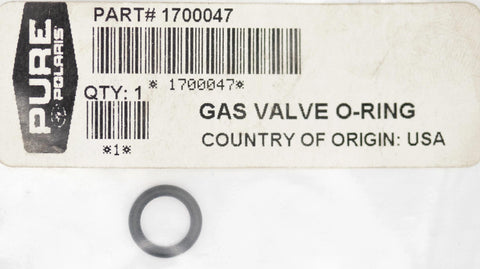 PART# 1700047
PURE
POLARIS
* 1700047*
QTY: 1
GAS VALVE O-RING
COUNTRY OF ORIGIN: USA
*1*